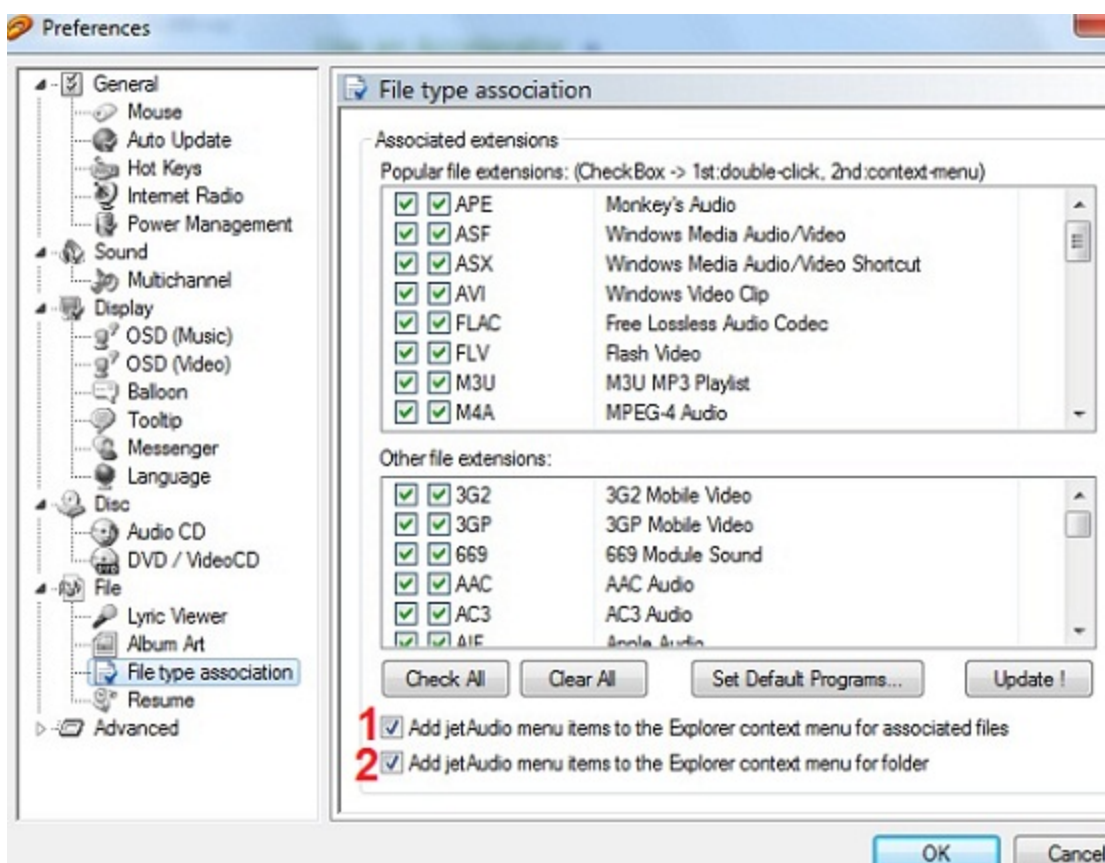 Preferences
General
Mouse
Auto Update
Hot Keys
Internet Radio
Power Management
Sound
Multichannel
Display
OSD (Music)
OSD (Video)
Balloon
Tooltip
Messenger
Language
Disc
Audio CD
DVD / VideoCD
File
Lyric Viewer
Album Art
File type association
Resume
Advanced
File type association
Associated extensions
Popular file extensions: (CheckBox -> 1st:double-click, 2nd:context-menu)
APE Monkey's Audio
ASF Windows Media Audio/Video
ASX Windows Media Audio/Video Shortcut
AVI Windows Video Clip
FLAC Free Lossless Audio Codec
FLV Flash Video
M3U M3U MP3 Playlist
M4A MPEG-4 Audio
Other file extensions:
3G2 3G2 Mobile Video
3GP 3GP Mobile Video
669 669 Module Sound
AAC AAC Audio
AC3 AC3 Audio
AIF Apple Audio
Check All Clear All Set Default Programs... Update !
1 Add jetAudio menu items to the Explorer context menu for associated files
2 Add jetAudio menu items to the Explorer context menu for folder
OK Cancel